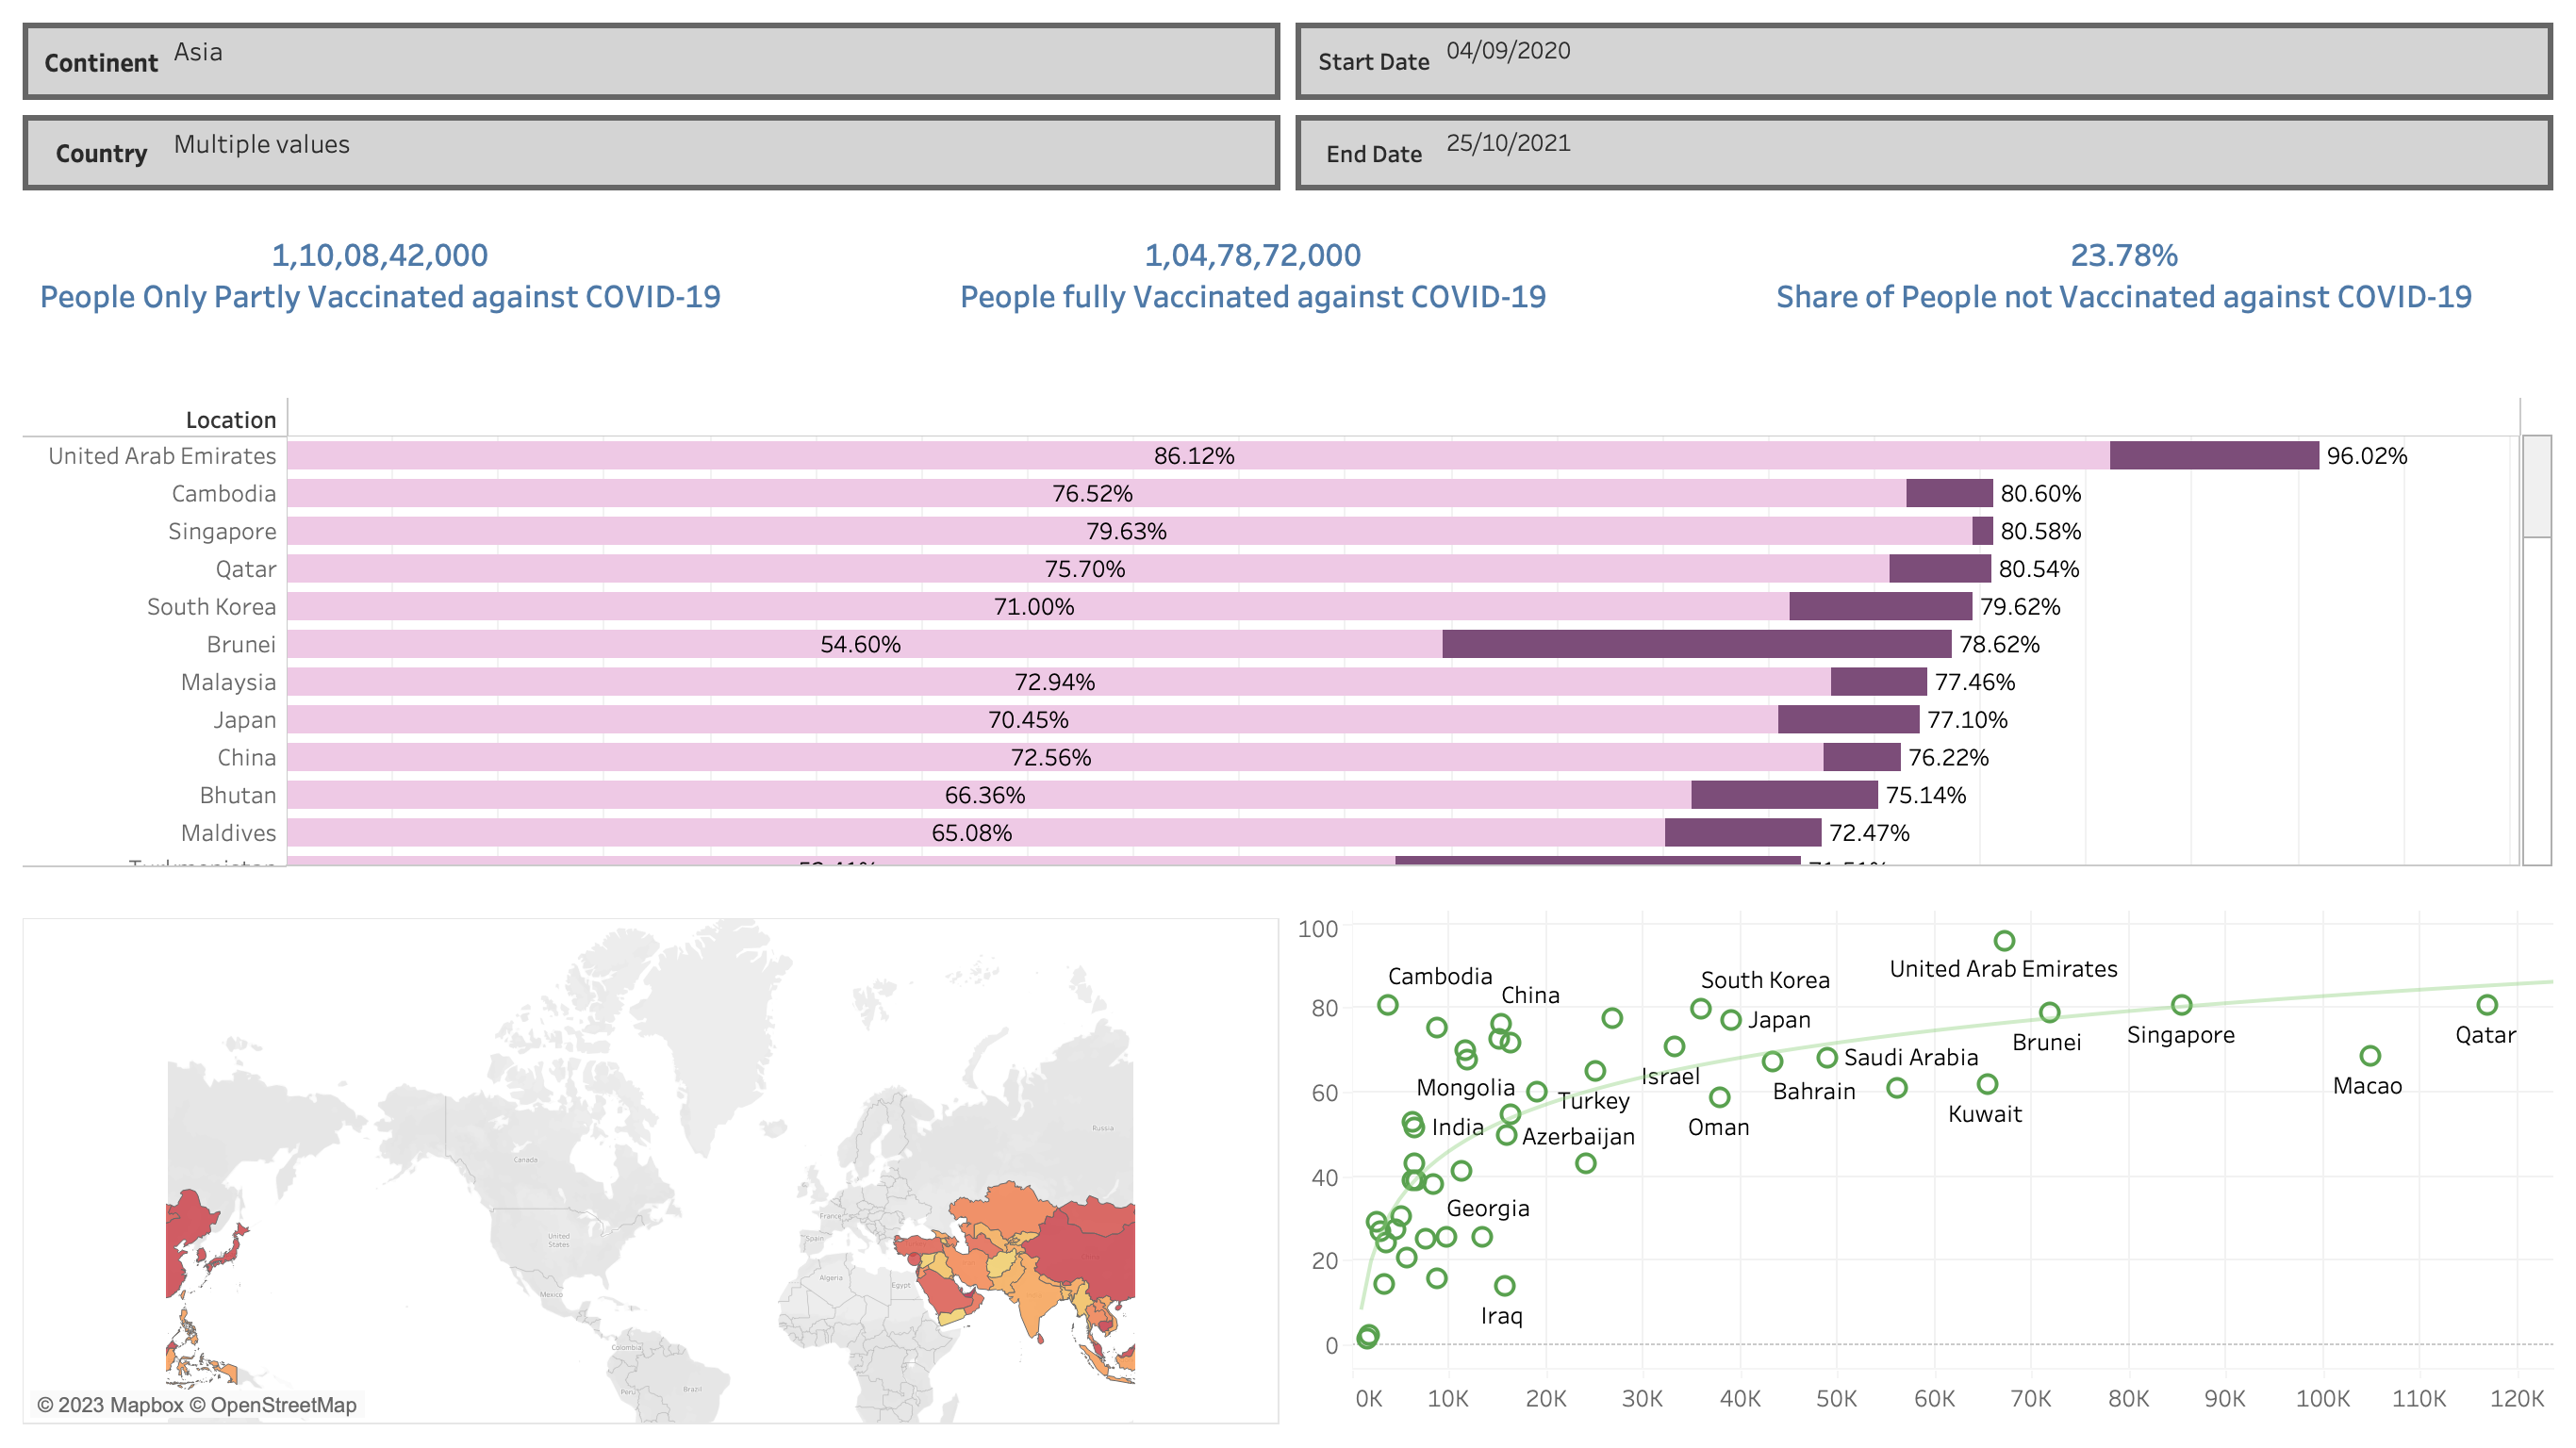 Continent Asia
Start Date 04/09/2020
Country Multiple values
End Date 25/10/2021
1,10,08,42,000
People Only Partly Vaccinated against COVID-19
1,04,78,72,000
People fully Vaccinated against COVID-19
23.78%
Share of People not Vaccinated against COVID-19
Location
United Arab Emirates 86.12% 96.02%
Cambodia 76.52% 80.60%
Singapore 79.63% 80.58%
Qatar 75.70% 80.54%
South Korea 71.00% 79.62%
Brunei 54.60% 78.62%
Malaysia 72.94% 77.46%
Japan 70.45% 77.10%
China 72.56% 76.22%
Bhutan 66.36% 75.14%
Maldives 65.08% 72.47%
Russia
Canada
United
States
France
Spain
Algeria
Egypt
Mexico
Colombia
Peru
Brazil
© 2023 Mapbox © OpenStreetMap
100
80
60
40
20
0
United Arab Emirates
Cambodia
South Korea
China
Japan
Brunei
Singapore
Qatar
Saudi Arabia
Israel
Mongolia
Turkey
Bahrain
Macao
Kuwait
India
Azerbaijan
Oman
Georgia
Iraq
0K 10K 20K 30K 40K 50K 60K 70K 80K 90K 100K 110K 120K